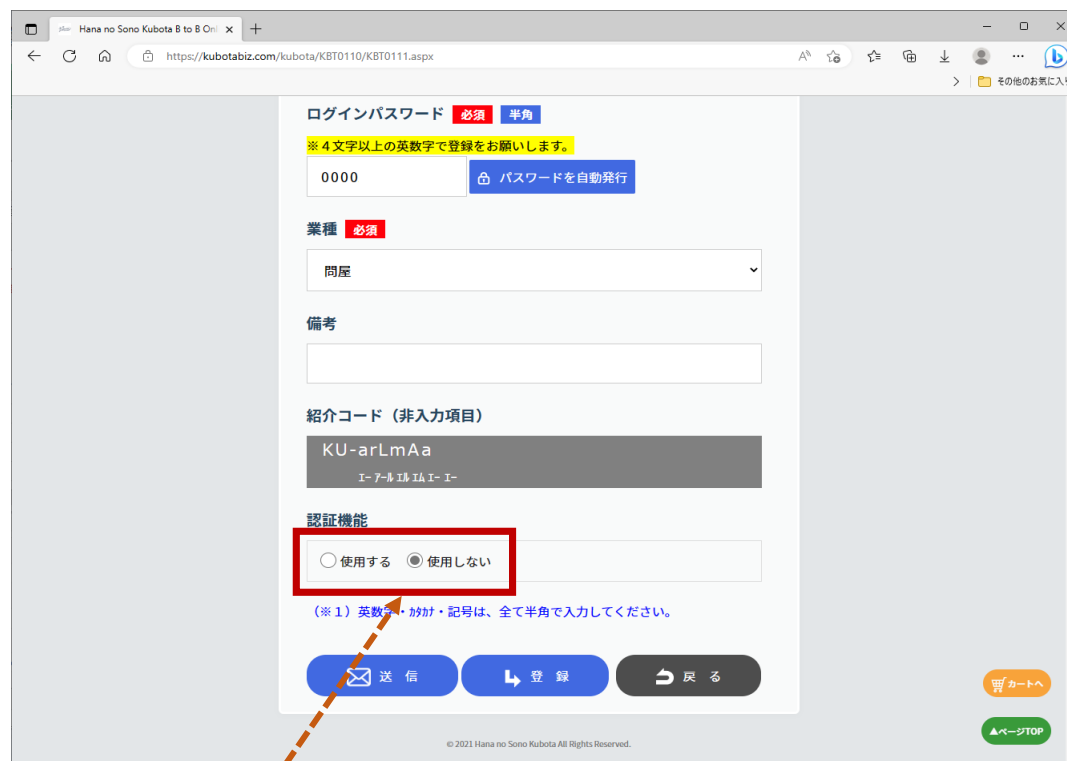 Hana no Sono Kubota B to B Onl
https://kubotabiz.com/kubota/KBT0110/KBT0111.aspx
その他のお気に入り
ログインパスワード 必須 半角
※４文字以上の英数字で登録をお願いします。
0000 パスワードを自動発行
業種 必須
問屋
備考
紹介コード（非入力項目）
KU-arLmAa
ｴｰ ｱｰﾙ ｴﾙ ｴﾑ ｴｰ ｴｰ
認証機能
使用する 使用しない
（※１）英数字・ｶﾀｶﾅ・記号は、全て半角で入力してください。
送 信 登 録 戻 る
カートへ
▲ページTOP
© 2021 Hana no Sono Kubota All Rights Reserved.